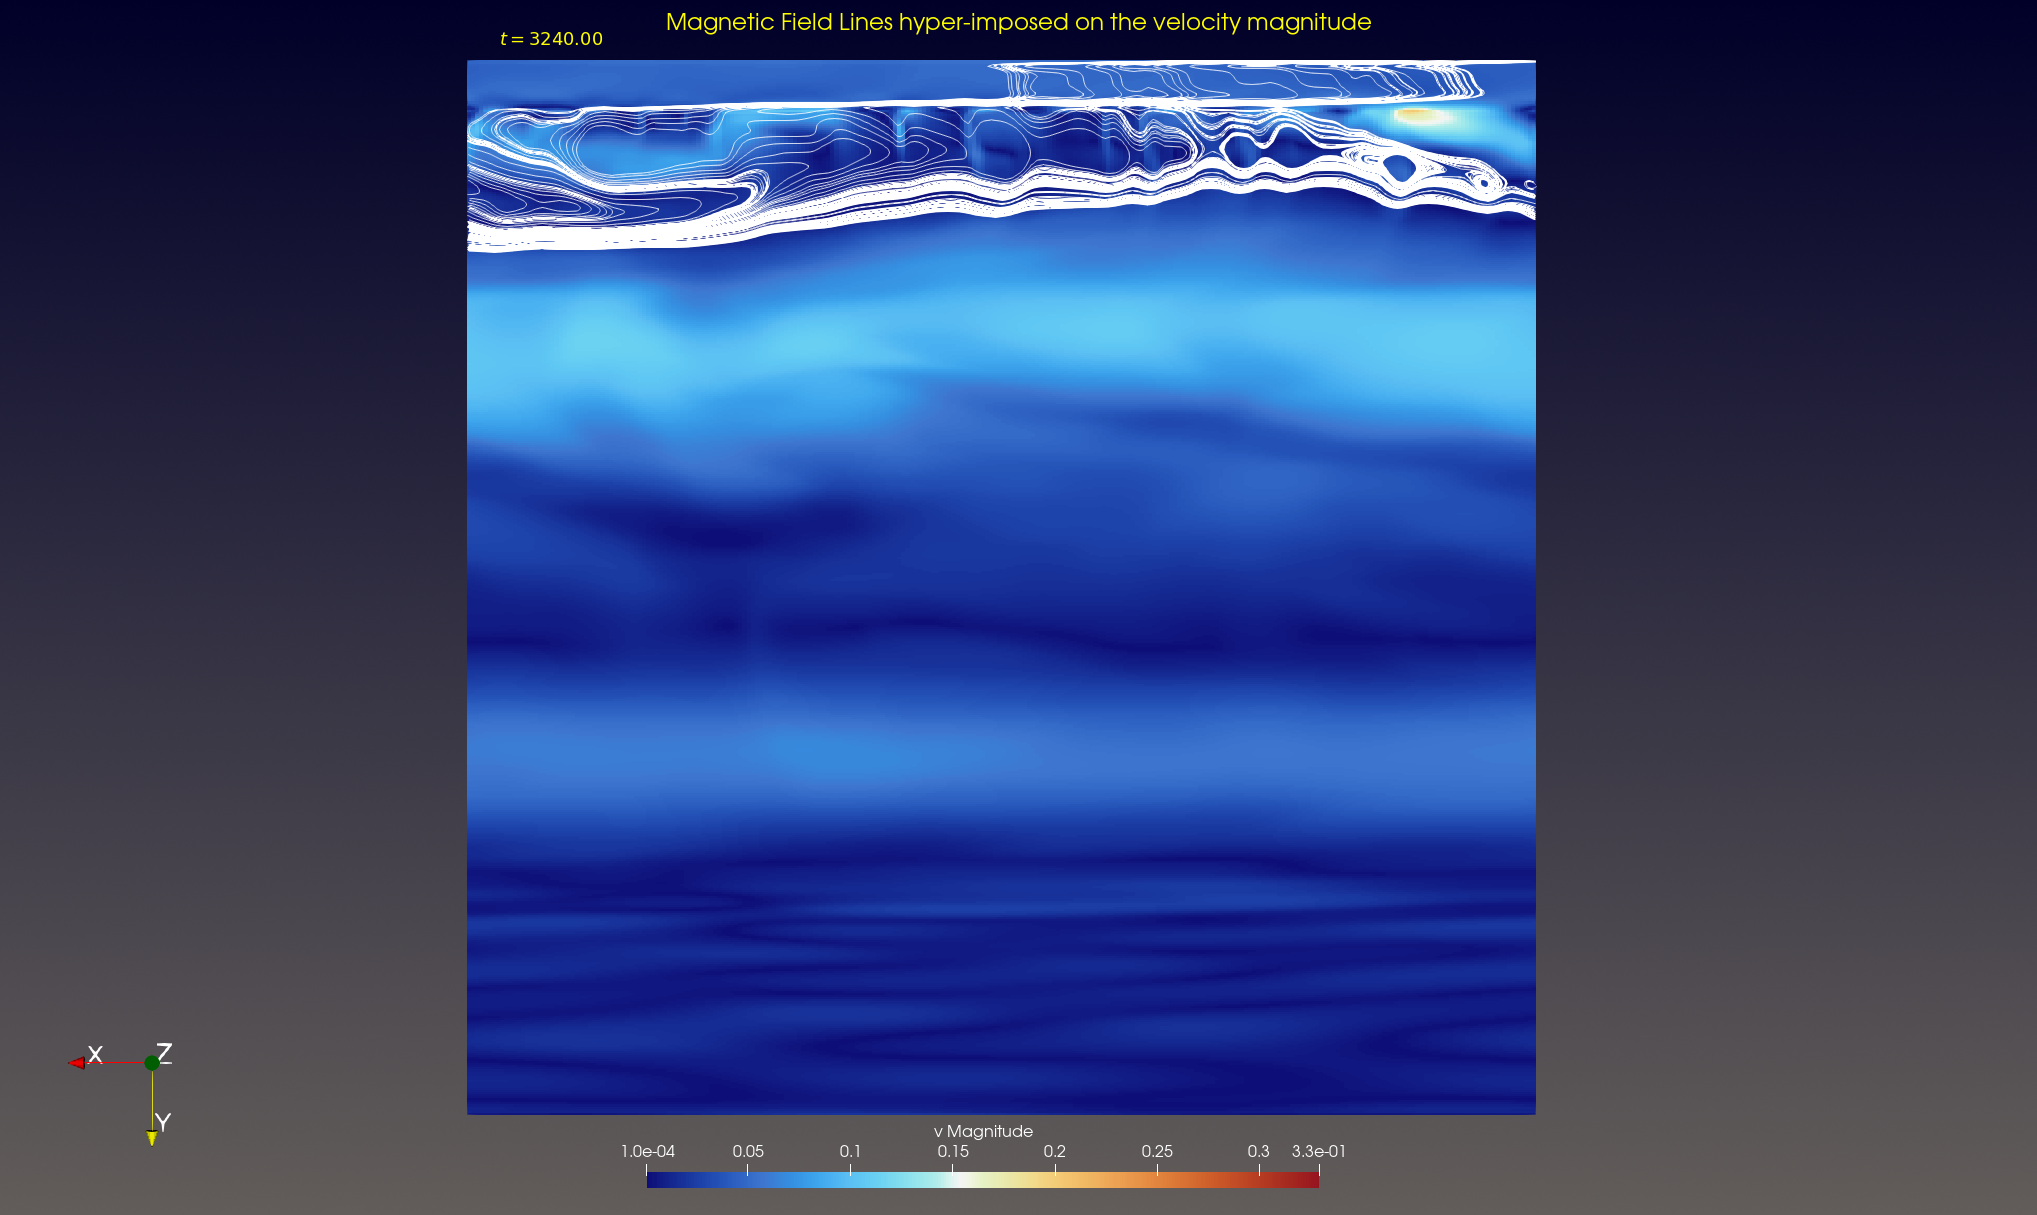 Magnetic Field Lines hyper-imposed on the velocity magnitude
t = 3240.00
X Z
Y
v Magnitude
1.0e-04 0.05 0.1 0.15 0.2 0.25 0.3 3.3e-01